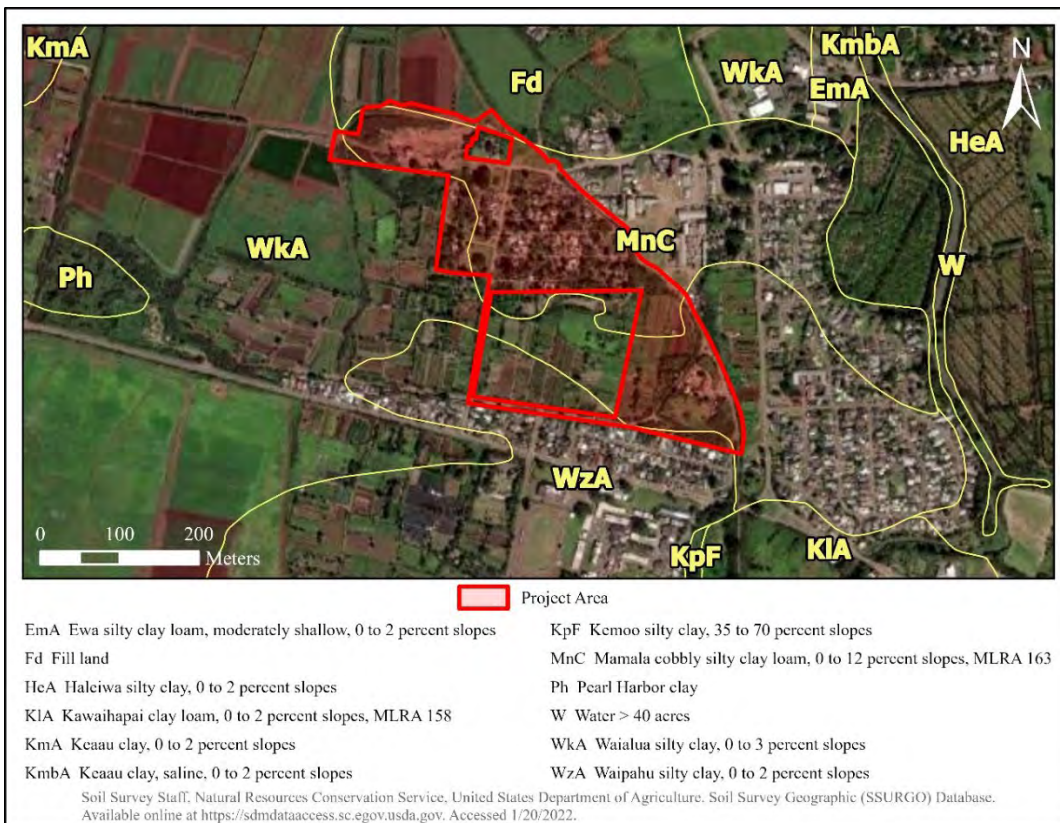 KmA
Fd
WkA
KmbA
EmA
N
HeA
WkA
MnC
W
Ph
WzA
KpF
KlA
0 100 200
Meters
Project Area
EmA Ewa silty clay loam, moderately shallow, 0 to 2 percent slopes
Fd Fill land
HeA Haleiwa silty clay, 0 to 2 percent slopes
KlA Kawaihapai clay loam, 0 to 2 percent slopes, MLRA 158
KmA Keaau clay, 0 to 2 percent slopes
KmbA Keaau clay, saline, 0 to 2 percent slopes
KpF Kemoo silty clay, 35 to 70 percent slopes
MnC Mamala cobbly silty clay loam, 0 to 12 percent slopes, MLRA 163
Ph Pearl Harbor clay
W Water > 40 acres
WkA Waialua silty clay, 0 to 3 percent slopes
WzA Waipahu silty clay, 0 to 2 percent slopes
Soil Survey Staff, Natural Resources Conservation Service, United States Department of Agriculture. Soil Survey Geographic (SSURGO) Database.
Available online at https://sdmdataaccess.sc.egov.usda.gov. Accessed 1/20/2022.